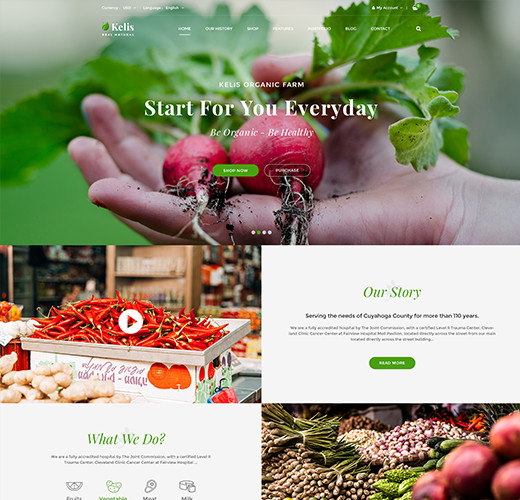 Currency : USD Language : English
My Account
Kelis
REAL NATURAL
HOME OUR HISTORY SHOP FEATURES PORTFOLIO BLOG CONTACT
KELIS ORGANIC FARM
Start For You Everyday
Be Organic - Be Healthy
SHOP NOW PURCHASE
Our Story
Serving the needs of Cuyahoga County for more than 110 years.
We are a fully accredited hospital by The Joint Commission, with a certified Level II Trauma Center, Cleve-
land Clinic Cancer Center at Fairview Hospital Moll Pavilion, located directly across the street from our main
located directly across the street building...
READ MORE
What We Do?
We are a fully accredited hospital by The Joint Commission, with a certified Level II
Trauma Center, Cleveland Clinic Cancer Center at Fairview Hospital ...
Fruits Vegetable Meat Milk